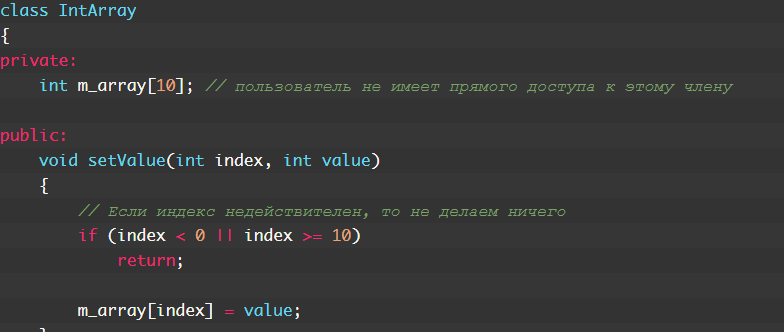 class IntArray
{
private:
    int m_array[10]; // пользователь не имеет прямого доступа к этому члену
public:
    void setValue(int index, int value)
    {
        // Если индекс недействителен, то не делаем ничего
        if (index < 0 || index >= 10)
            return;
        m_array[index] = value;